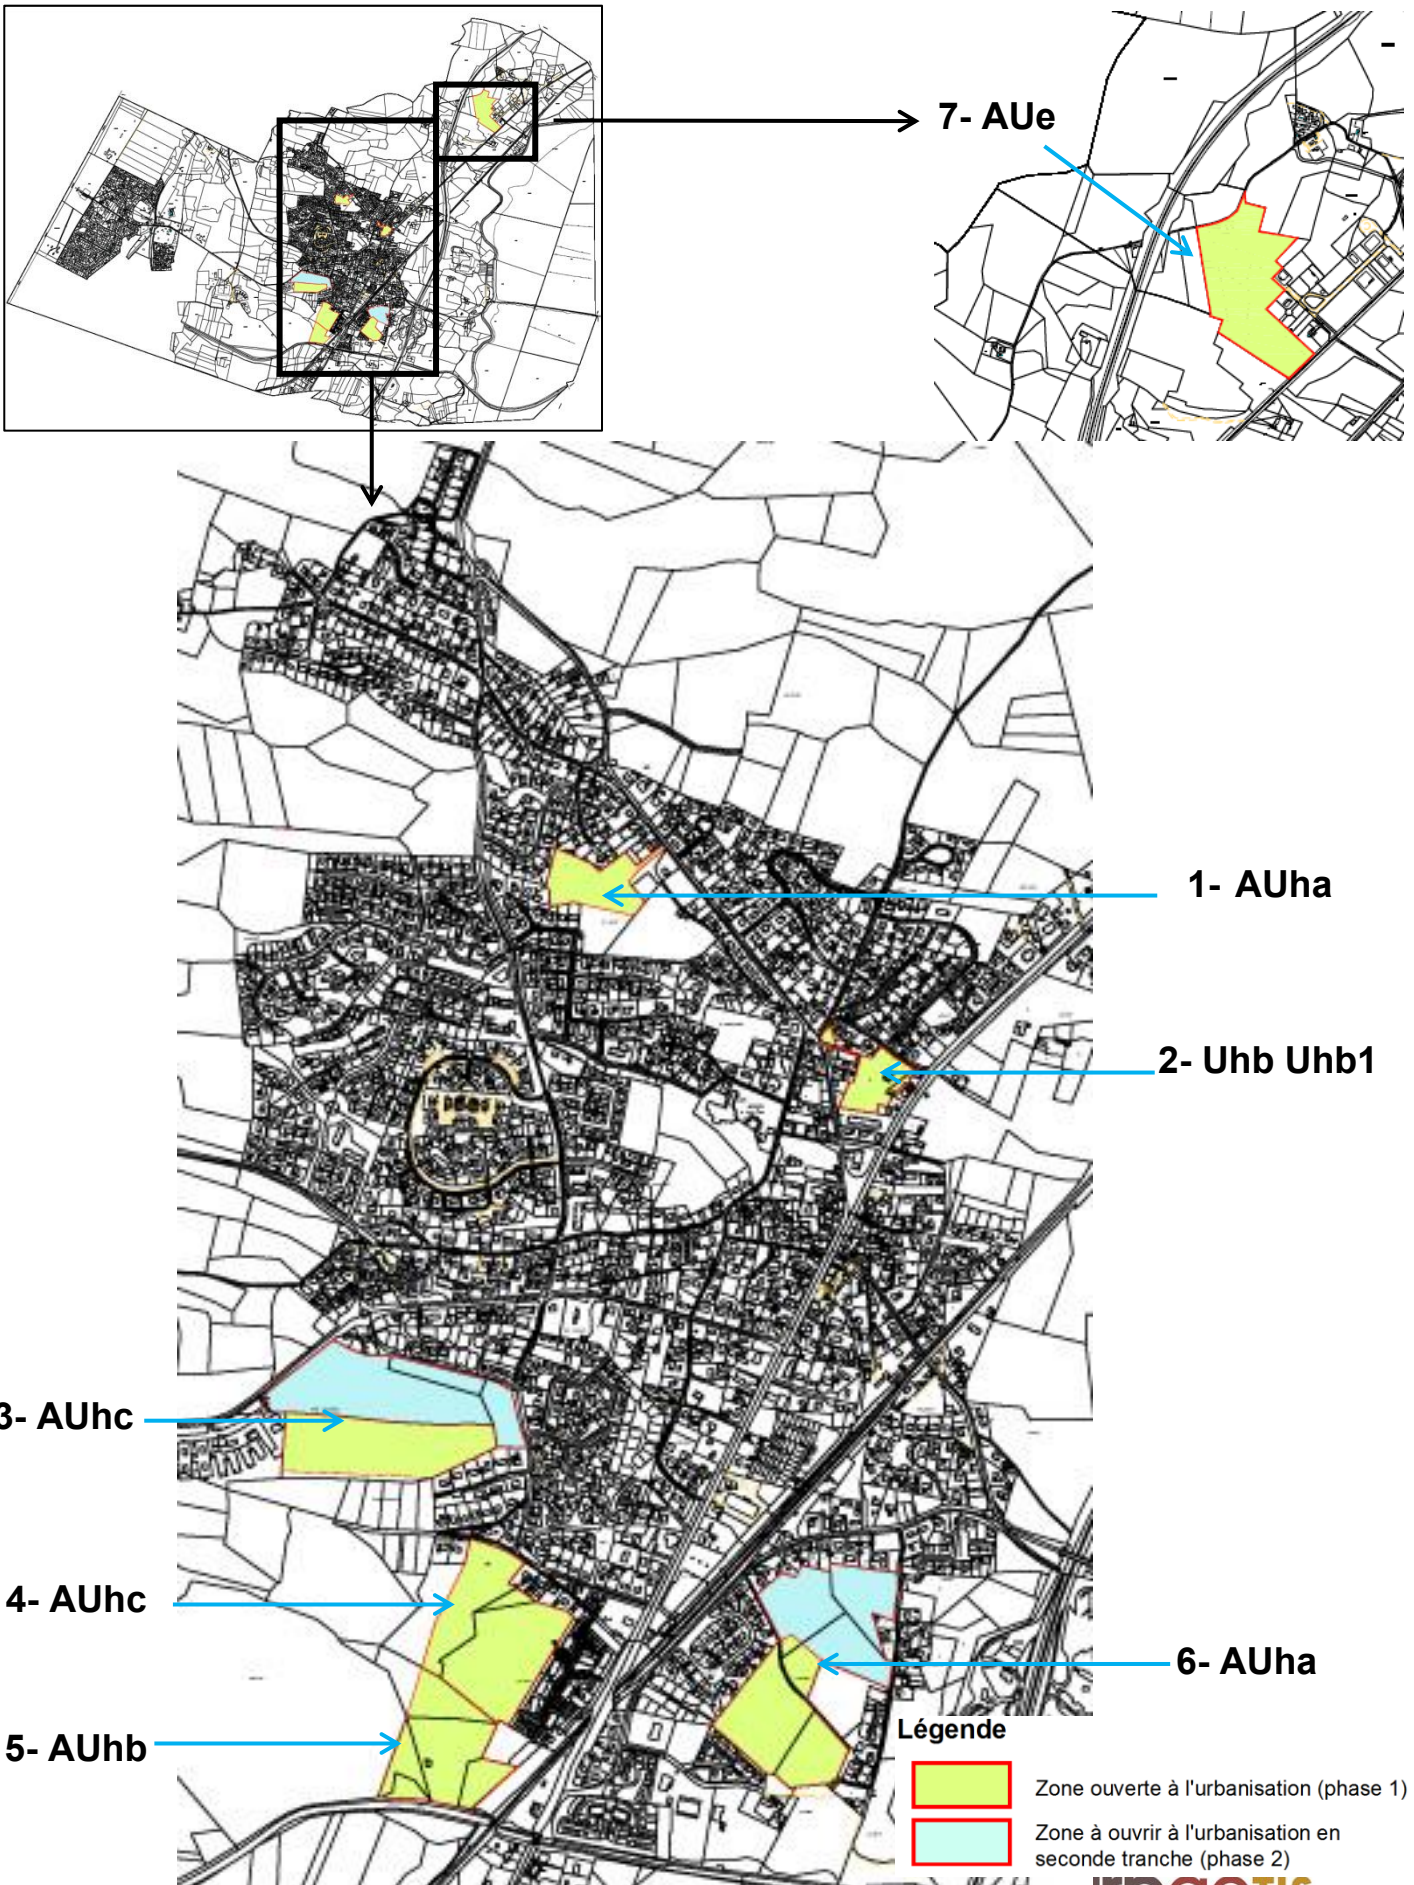 7- AUe
1- AUha
2- Uhb Uhb1
3- AUhc
4- AUhc
6- AUha
5- AUhb
Légende
Zone ouverte à l'urbanisation (phase 1)
Zone à ouvrir à l'urbanisation en
seconde tranche (phase 2)